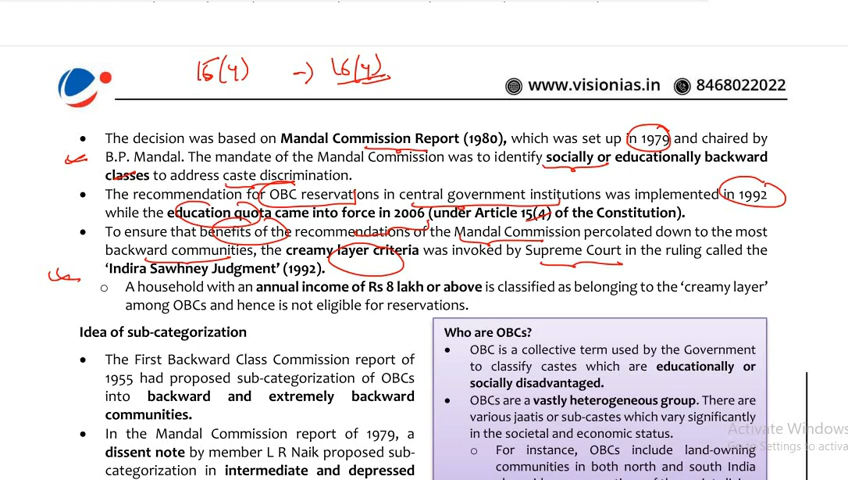 15(4) → 16(4)
www.visionias.in 8468022022
• The decision was based on Mandal Commission Report (1980), which was set up in 1979 and chaired by
B.P. Mandal. The mandate of the Mandal Commission was to identify socially or educationally backward
classes to address caste discrimination.
• The recommendation for OBC reservations in central government institutions was implemented in 1992
while the education quota came into force in 2006 (under Article 15(4) of the Constitution).
• To ensure that benefits of the recommendations of the Mandal Commission percolated down to the most
backward communities, the creamy layer criteria was invoked by Supreme Court in the ruling called the
‘Indira Sawhney Judgment’ (1992).
o A household with an annual income of Rs 8 lakh or above is classified as belonging to the ‘creamy layer’
among OBCs and hence is not eligible for reservations.
Idea of sub-categorization
• The First Backward Class Commission report of
1955 had proposed sub-categorization of OBCs
into backward and extremely backward
communities.
• In the Mandal Commission report of 1979, a
dissent note by member L R Naik proposed sub-
categorization in intermediate and depressed
Who are OBCs?
• OBC is a collective term used by the Government
to classify castes which are educationally or
socially disadvantaged.
• OBCs are a vastly heterogeneous group. There are
various jaatis or sub-castes which vary significantly
in the societal and economic status.
o For instance, OBCs include land-owning
communities in both north and south India
Activate Windows
Go to Settings to activa